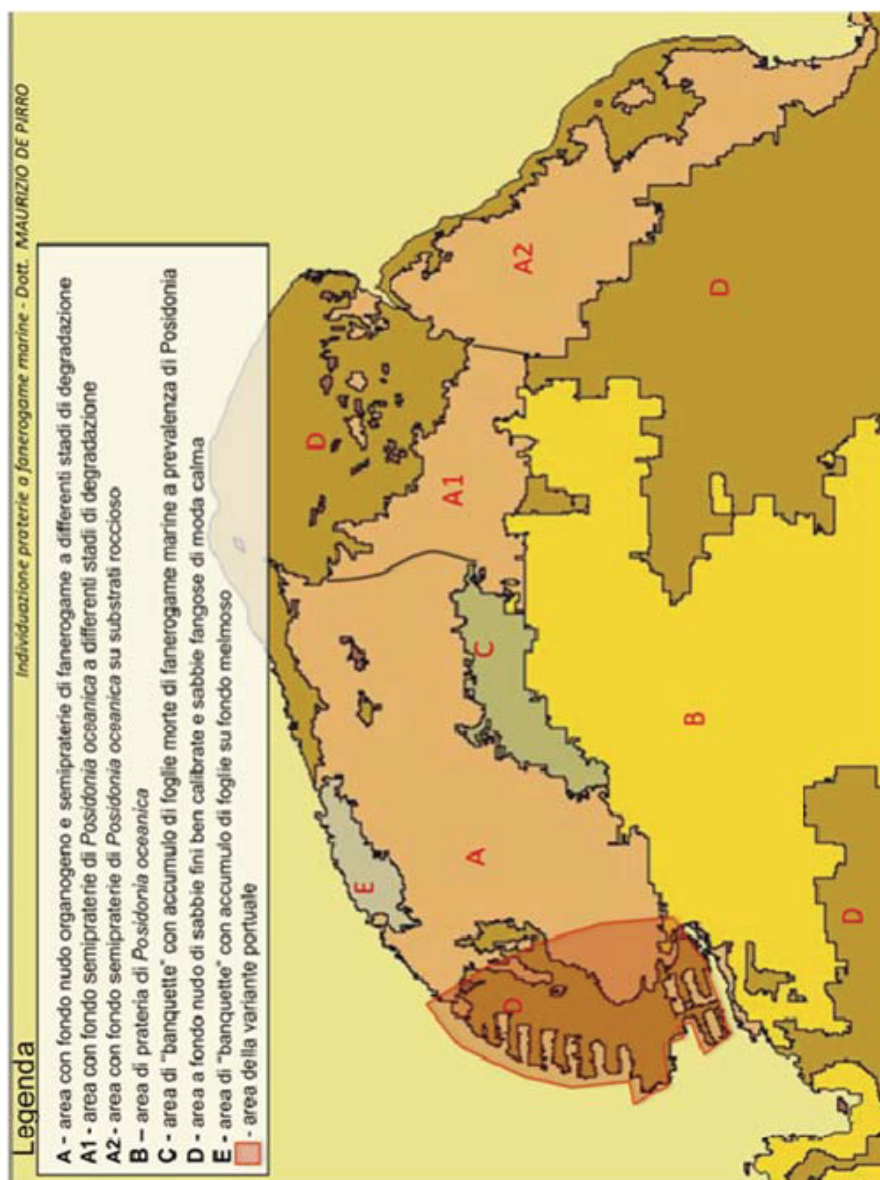 Individuazione praterie a fanerogame marine - Dott. MAURIZIO DE PIRRO
Legenda
A - area con fondo nudo organogeno e semipraterie di fanerogame a differenti stadi di degradazione
A1 - area con fondo semipraterie di Posidonia oceanica a differenti stadi di degradazione
A2 - area con fondo semipraterie di Posidonia oceanica su substrati roccioso
B – area di prateria di Posidonia oceanica
C - area di "banquette" con accumulo di foglie morte di fanerogame marine a prevalenza di Posidonia
D - area a fondo nudo di sabbie fini ben calibrate e sabbie fangose di moda calma
E - area di "banquette" con accumulo di foglie su fondo melmoso
- area della variante portuale
D
A2
A1
D
C
E
A
B
D
D